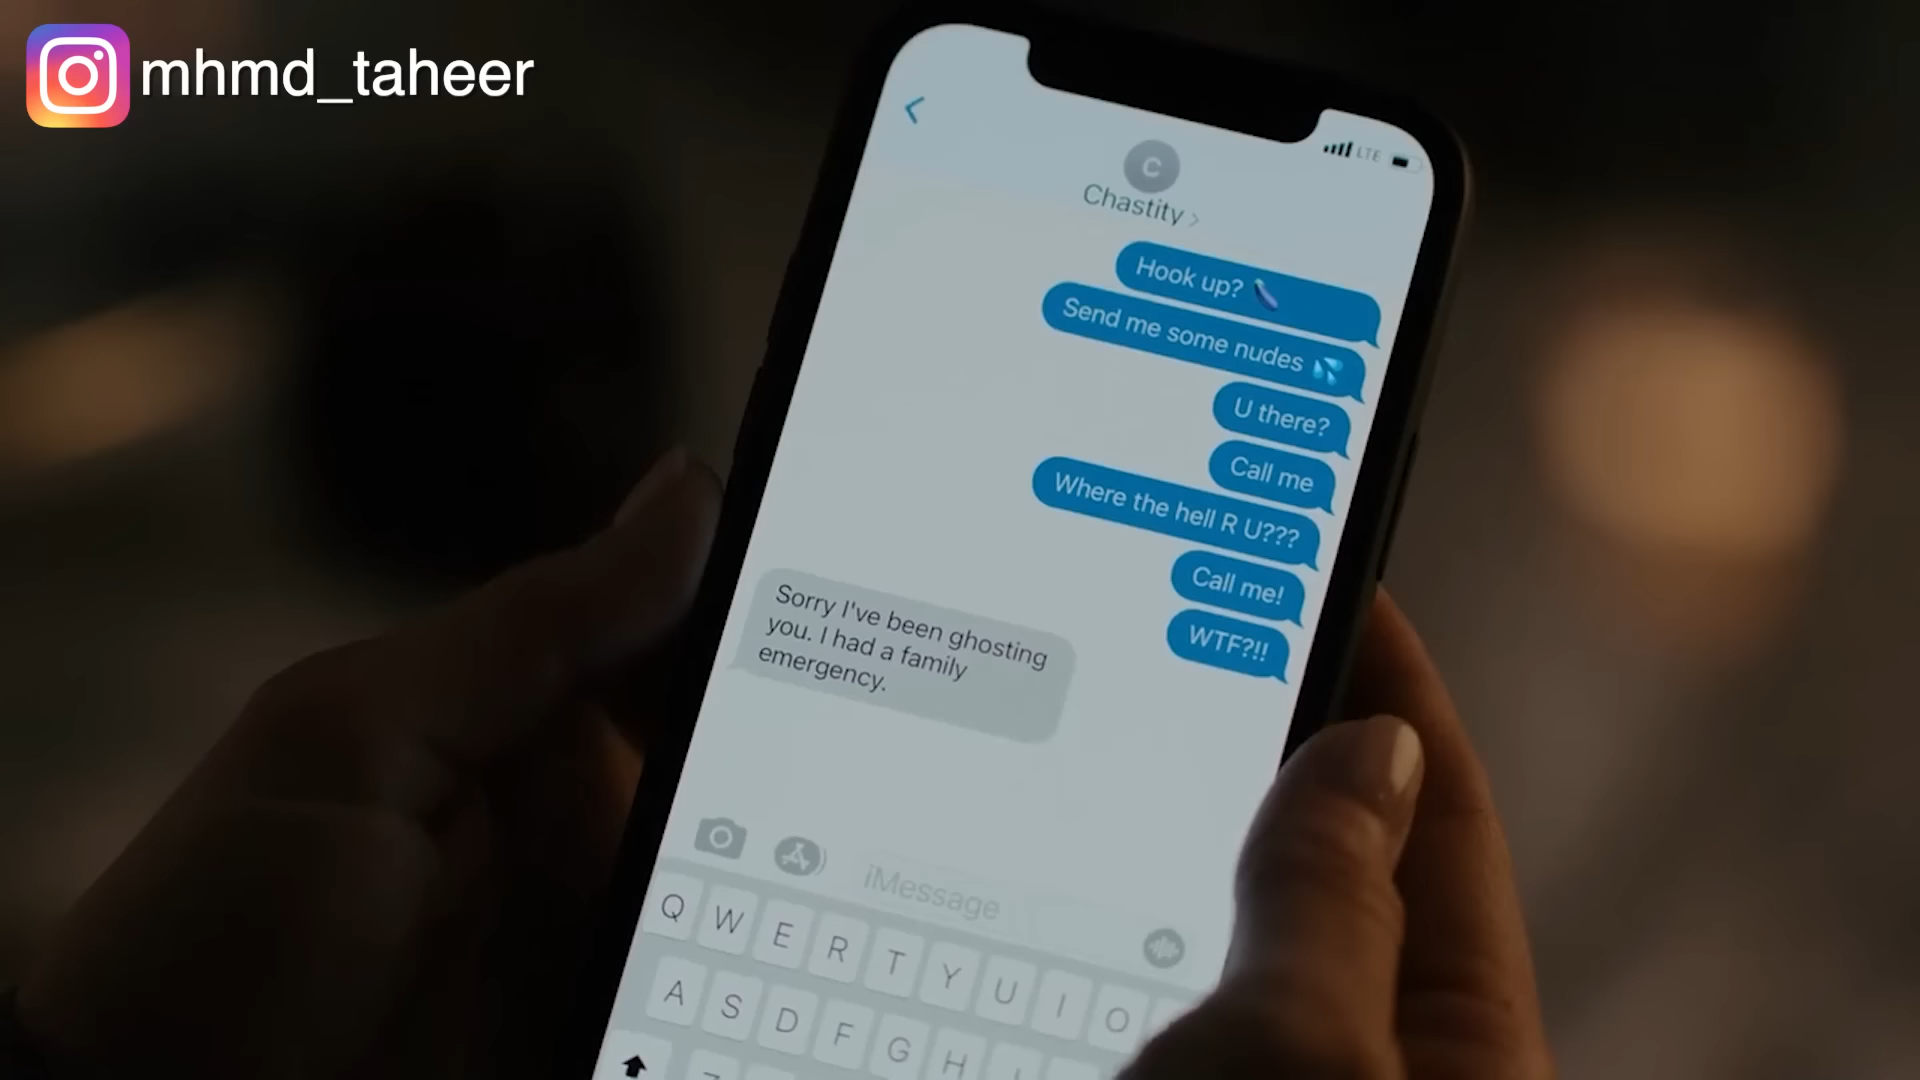 mhmd_taheer
LTE
C
Chastity
Hook up? 🍆
Send me some nudes 💦
U there?
Call me
Where the hell R U???
Call me!
WTF?!!
Sorry I've been ghosting
you. I had a family
emergency.
iMessage
Q W E R T Y U I O
A S D F G H